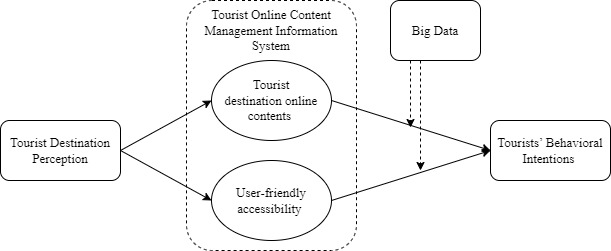 Tourist Online Content
Management Information
System
Big Data
Tourist
destination online
contents
Tourist Destination
Perception
Tourists' Behavioral
Intentions
User-friendly
accessibility